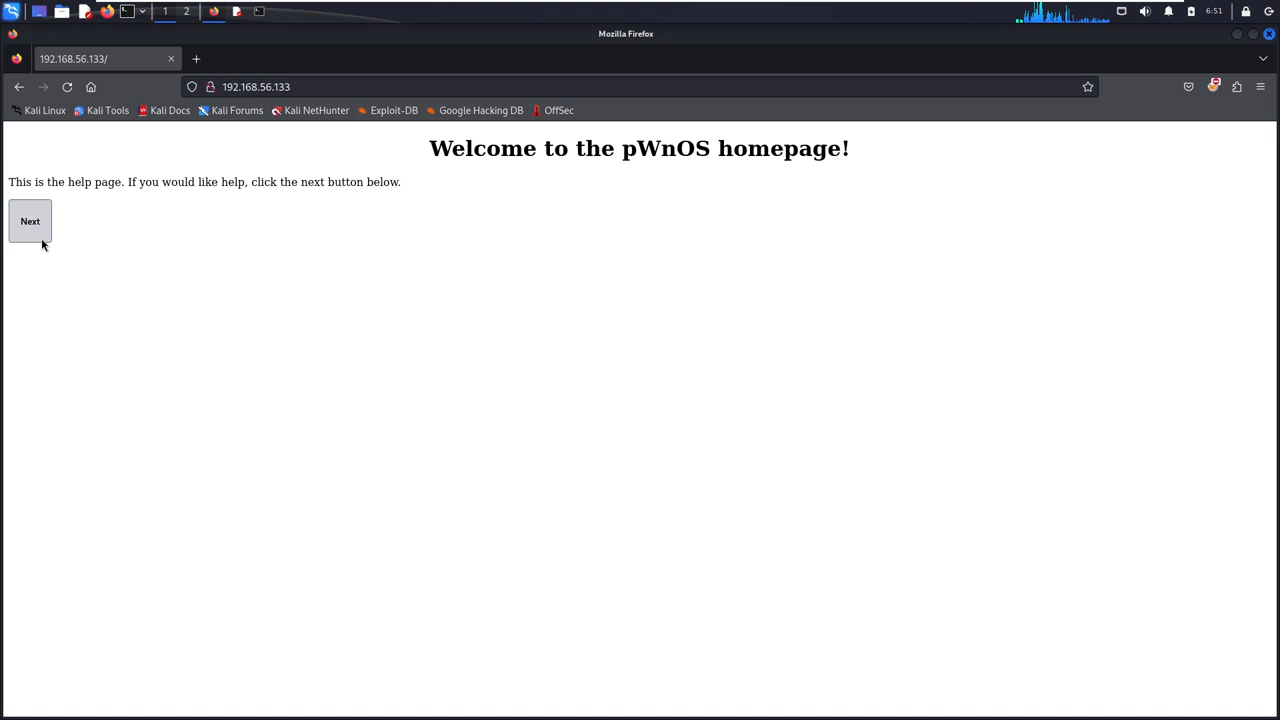 1 2 6:51
Mozilla Firefox
192.168.56.133/
192.168.56.133
Kali Linux Kali Tools Kali Docs Kali Forums Kali NetHunter Exploit-DB Google Hacking DB OffSec
Welcome to the pWnOS homepage!
This is the help page. If you would like help, click the next button below.
Next